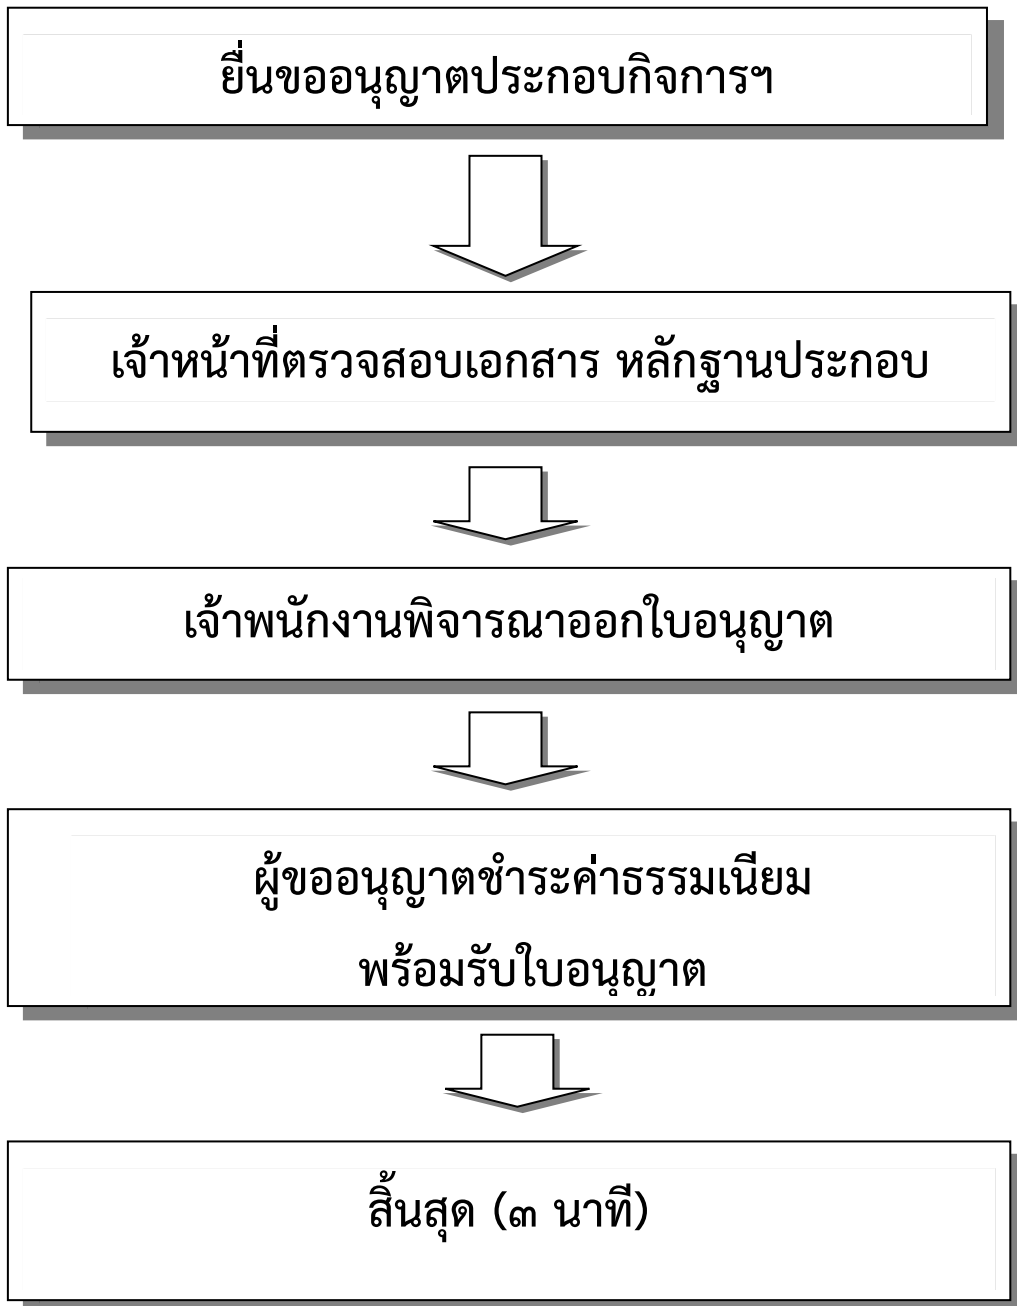 ยื่นขออนุญาตประกอบกิจการฯ
เจ้าหน้าที่ตรวจสอบเอกสาร หลักฐานประกอบ
เจ้าพนักงานพิจารณาออกใบอนุญาต
ผู้ขออนุญาตชำระค่าธรรมเนียม
พร้อมรับใบอนุญาต
สิ้นสุด (๓ นาที)